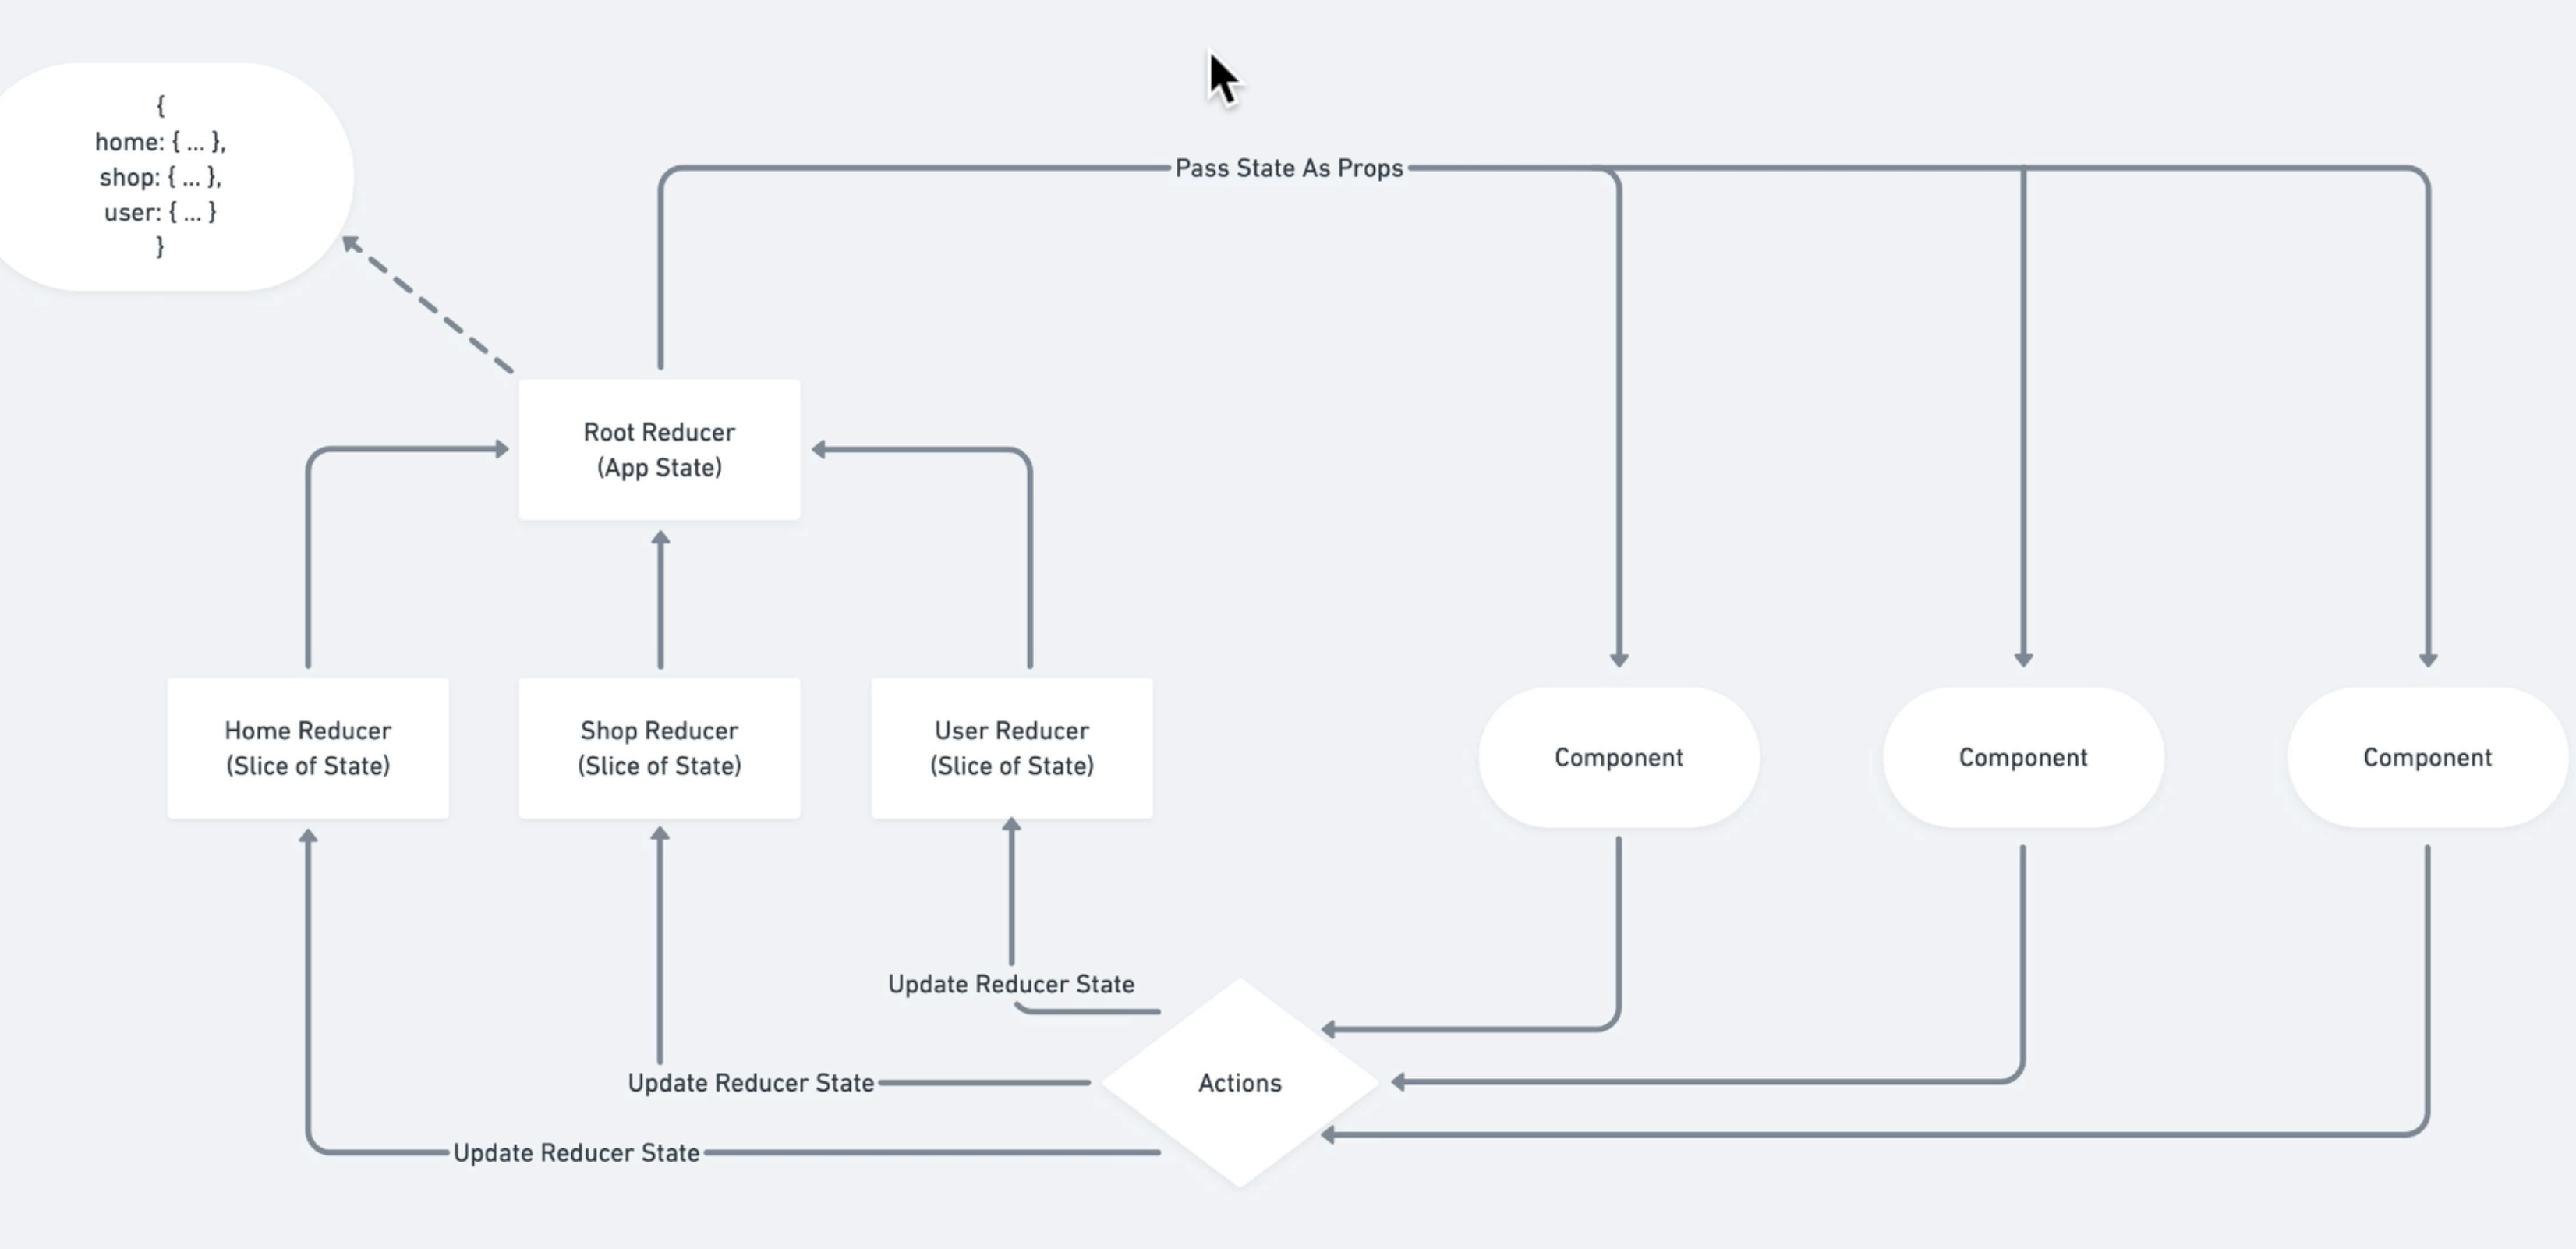 {
home: { ... },
shop: { ... },
user: { ... }
}
Pass State As Props
Root Reducer
(App State)
Home Reducer
(Slice of State)
Shop Reducer
(Slice of State)
User Reducer
(Slice of State)
Component
Component
Component
Update Reducer State
Update Reducer State
Actions
Update Reducer State